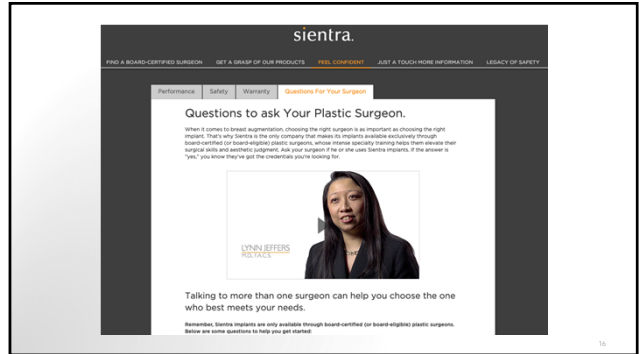 sientra.
FIND A BOARD-CERTIFIED SURGEON GET A GRASP OF OUR PRODUCTS FEEL CONFIDENT JUST A TOUCH MORE INFORMATION LEGACY OF SAFETY
Performance Safety Warranty Questions For Your Surgeon
Questions to ask Your Plastic Surgeon.
When it comes to breast augmentation, choosing the right surgeon is as important as choosing the right
implant. That's why Sientra is the only company that makes its implants available exclusively through
board-certified (or board-eligible) plastic surgeons, whose intense specialty training helps them elevate their
surgical skills and aesthetic judgment. Ask your surgeon if he or she uses Sientra implants. If the answer is
"yes," you know they've got the credentials you're looking for.
LYNN JEFFERS
M.D., F.A.C.S.
Talking to more than one surgeon can help you choose the one
who best meets your needs.
Remember, Sientra implants are only available through board-certified (or board-eligible) plastic surgeons.
Below are some questions to help you get started:
16